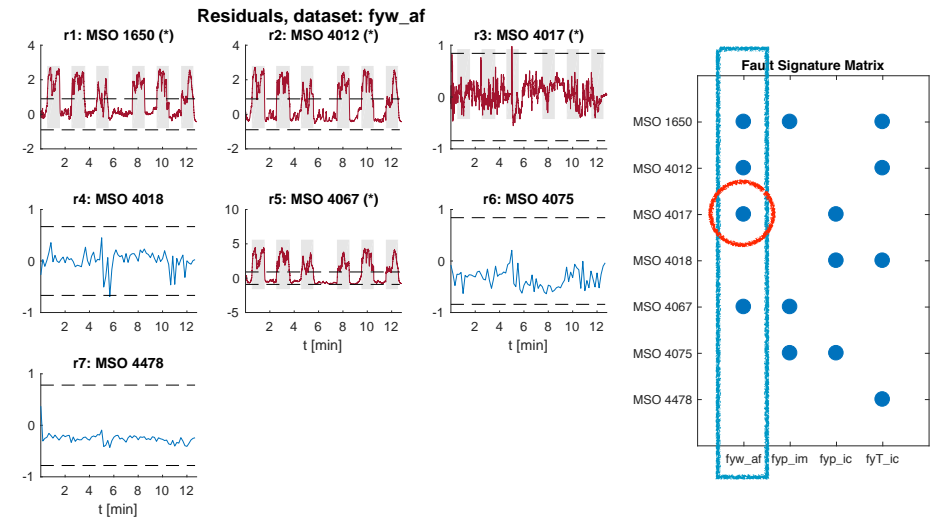 Residuals, dataset: fyw_af
r1: MSO 1650 (*)
4
2
0
-2
2 4 6 8 10 12
r2: MSO 4012 (*)
4
2
0
-2
2 4 6 8 10 12
r3: MSO 4017 (*)
1
0
-1
2 4 6 8 10 12
r4: MSO 4018
1
0
-1
2 4 6 8 10 12
r5: MSO 4067 (*)
10
5
0
-5
2 4 6 8 10 12
t [min]
r6: MSO 4075
1
0
-1
2 4 6 8 10 12
t [min]
r7: MSO 4478
1
0
-1
2 4 6 8 10 12
t [min]
Fault Signature Matrix
MSO 1650
MSO 4012
MSO 4017
MSO 4018
MSO 4067
MSO 4075
MSO 4478
fyw_af fyp_im fyp_ic fyT_ic